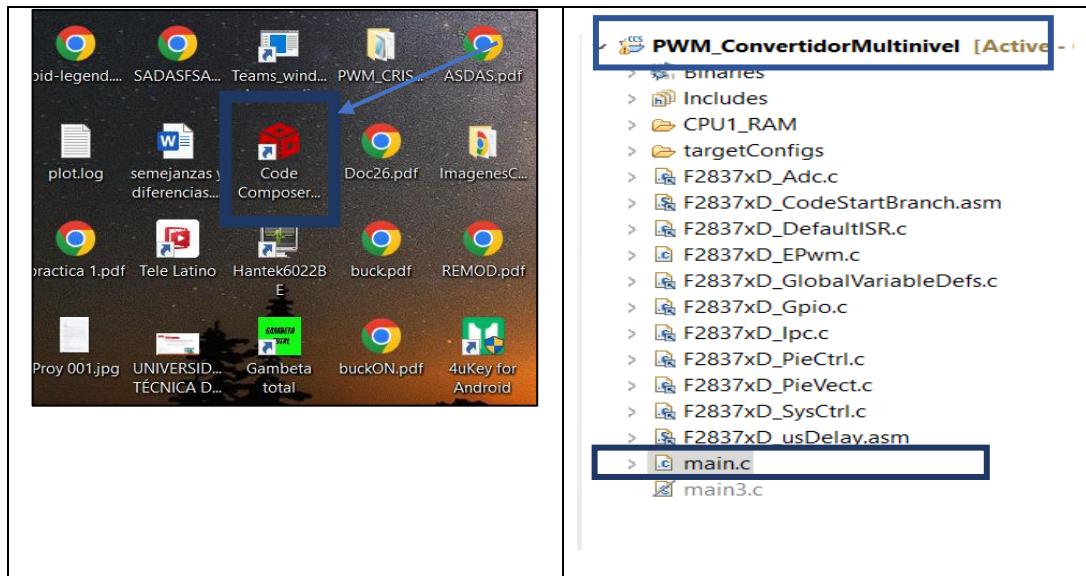 oid-legend.... SADASFSA... Teams_wind... PWM_CRIS... ASDAS.pdf
plot.log semejanzas y diferencias... Code Composer... Doc26.pdf ImagenesC...
practica 1.pdf Tele Latino Hantek6022B E buck.pdf REMOD.pdf
GAMBETA
Proy 001.jpg UNIVERSID... TÉCNICA D... Gambeta total buckON.pdf 4uKey for Android
PWM_ConvertidorMultinivel [Active -
Binaries
Includes
CPU1_RAM
targetConfigs
F2837xD_Adc.c
F2837xD_CodeStartBranch.asm
F2837xD_DefaultISR.c
F2837xD_EPwm.c
F2837xD_GlobalVariableDefs.c
F2837xD_Gpio.c
F2837xD_Ipc.c
F2837xD_PieCtrl.c
F2837xD_PieVect.c
F2837xD_SysCtrl.c
F2837xD_usDelay.asm
main.c
main3.c